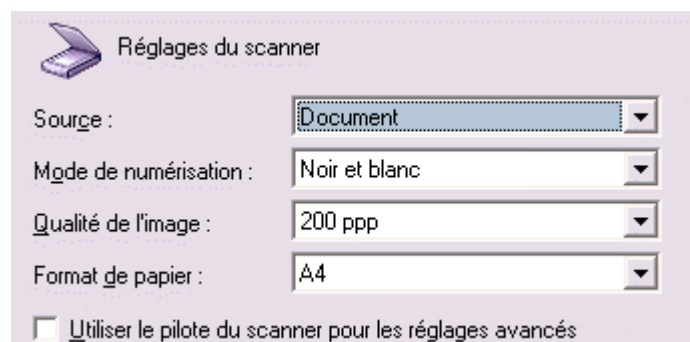 Réglages du scanner
Source : Document
Mode de numérisation : Noir et blanc
Qualité de l'image : 200 ppp
Format de papier : A4
Utiliser le pilote du scanner pour les réglages avancés